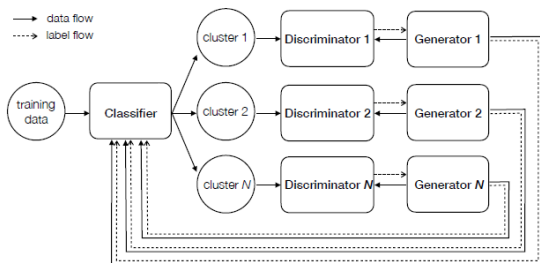 data flow
label flow
cluster 1
Discriminator 1
Generator 1
training
data
Classifier
cluster 2
Discriminator 2
Generator 2
cluster N
Discriminator N
Generator N